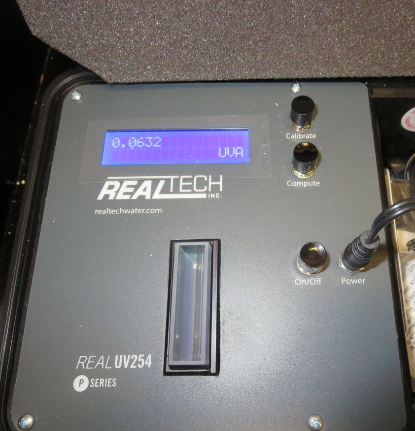 0.0632
UVA
Calibrate
Compute
REALTECH
INC.
realtechwater.com
On/Off
Power
REAL UV254
P SERIES